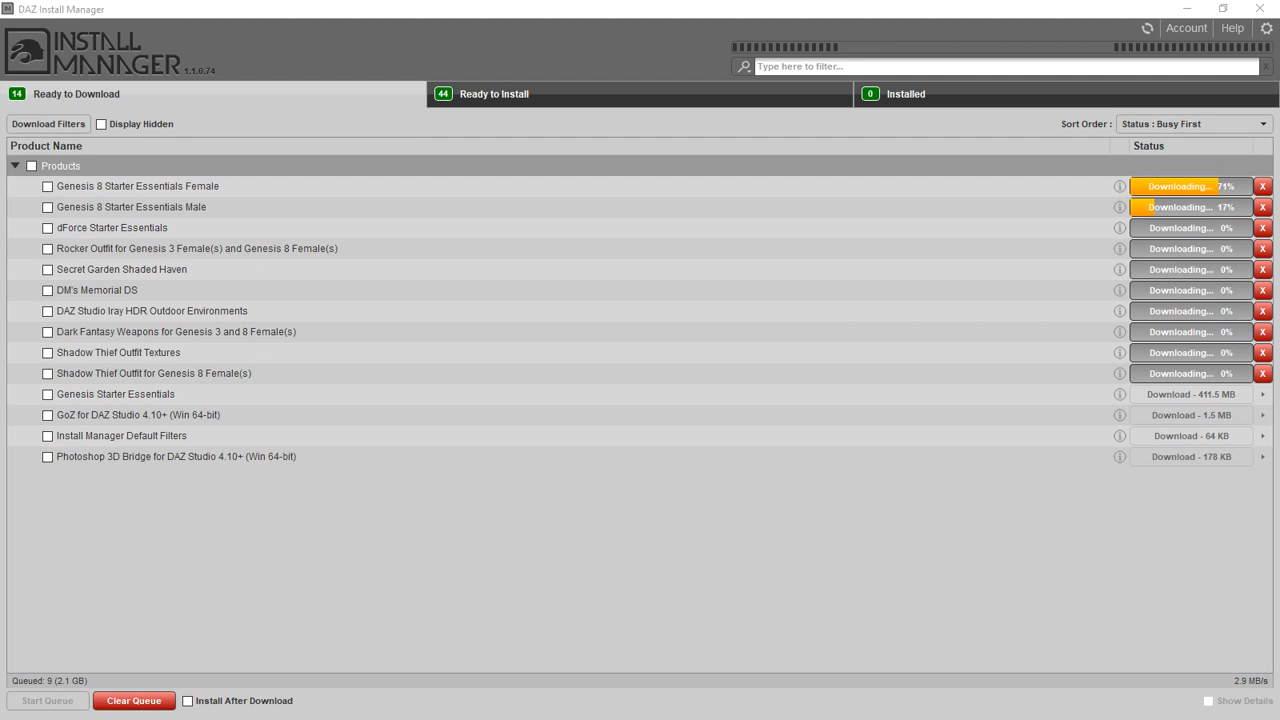 DAZ Install Manager
Account Help
INSTALL
MANAGER 1.1.0.74
Type here to filter... x
14 Ready to Download 44 Ready to Install 0 Installed
Download Filters Display Hidden Sort Order : Status : Busy First
Product Name Status
Products
Genesis 8 Starter Essentials Female Downloading... 71% X
Genesis 8 Starter Essentials Male Downloading... 17% X
dForce Starter Essentials Downloading... 0% X
Rocker Outfit for Genesis 3 Female(s) and Genesis 8 Female(s) Downloading... 0% X
Secret Garden Shaded Haven Downloading... 0% X
DM's Memorial DS Downloading... 0% X
DAZ Studio Iray HDR Outdoor Environments Downloading... 0% X
Dark Fantasy Weapons for Genesis 3 and 8 Female(s) Downloading... 0% X
Shadow Thief Outfit Textures Downloading... 0% X
Shadow Thief Outfit for Genesis 8 Female(s) Downloading... 0% X
Genesis Starter Essentials Download - 411.5 MB
GoZ for DAZ Studio 4.10+ (Win 64-bit) Download - 1.5 MB
Install Manager Default Filters Download - 64 KB
Photoshop 3D Bridge for DAZ Studio 4.10+ (Win 64-bit) Download - 178 KB
Queued: 9 (2.1 GB) 2.9 MB/s
Start Queue Clear Queue Install After Download Show Details